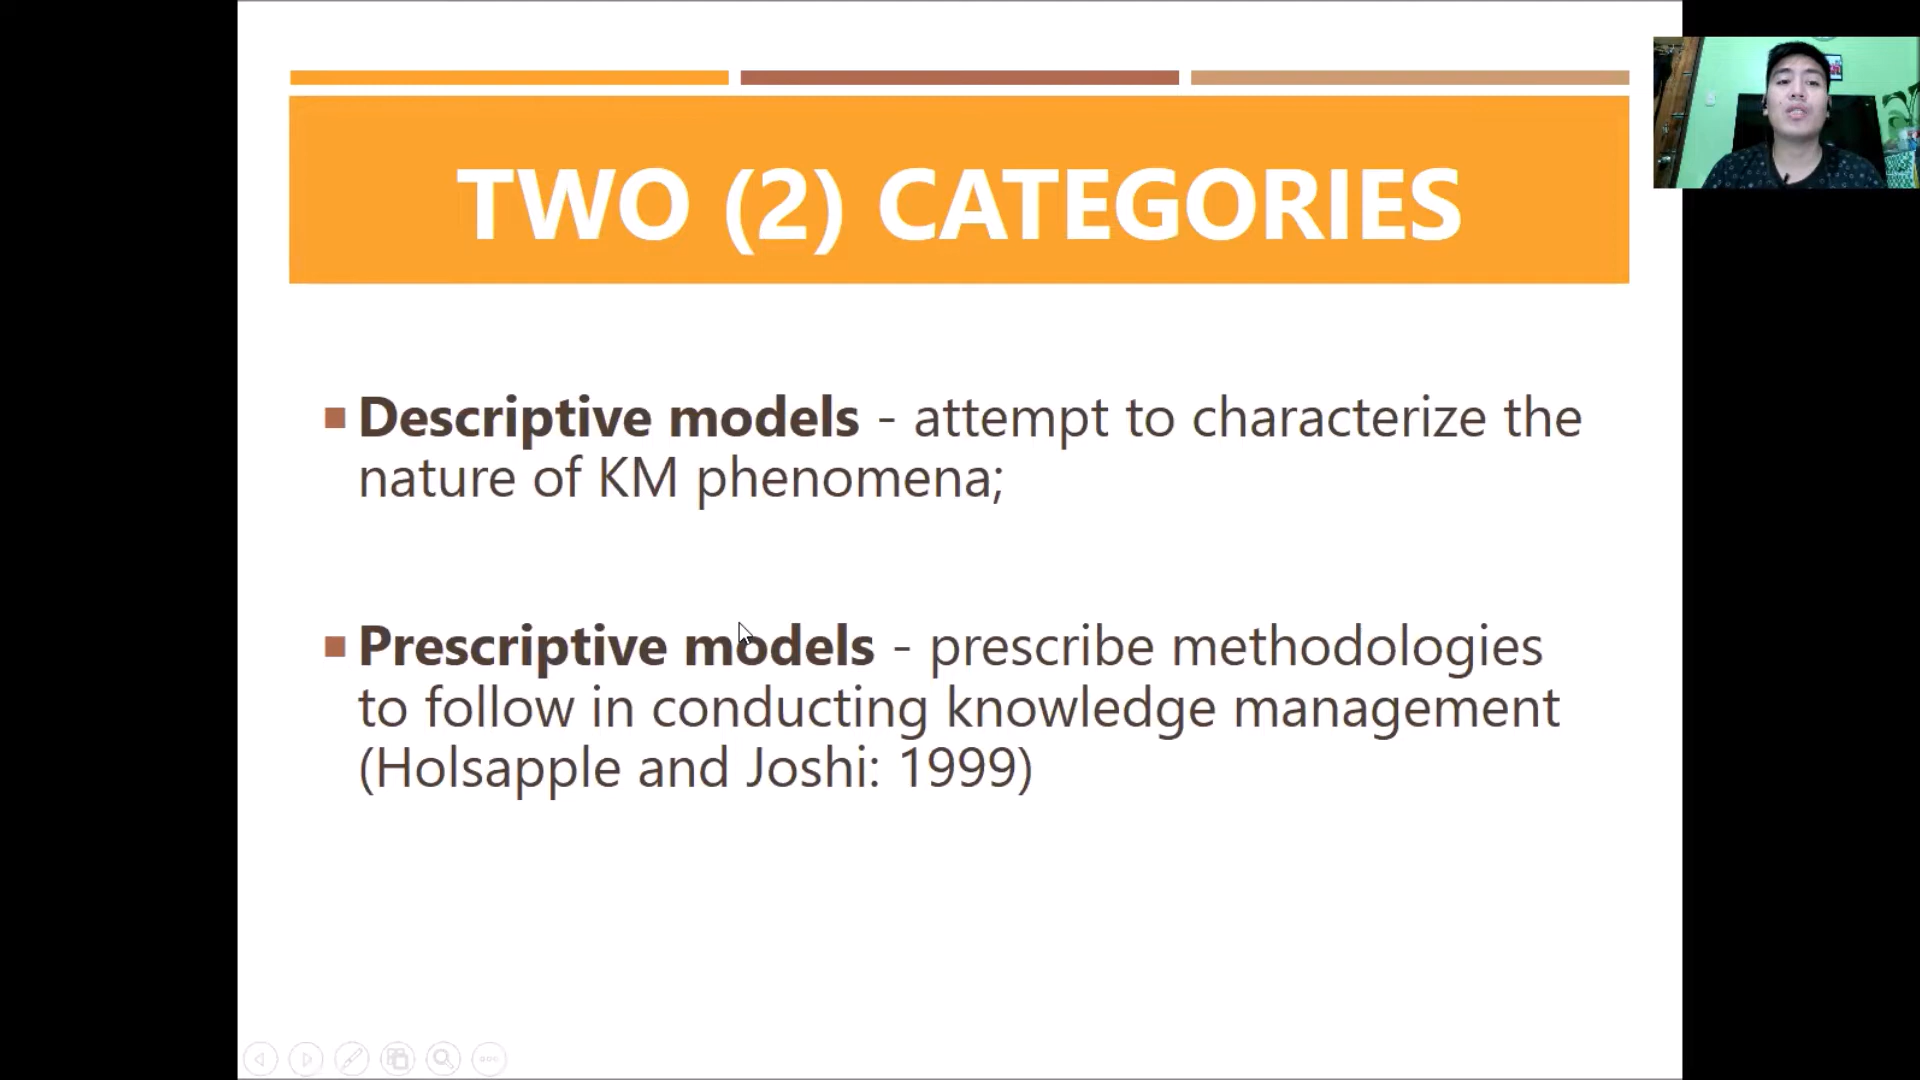 TWO (2) CATEGORIES
Descriptive models - attempt to characterize the
nature of KM phenomena;
Prescriptive models - prescribe methodologies
to follow in conducting knowledge management
(Holsapple and Joshi: 1999)